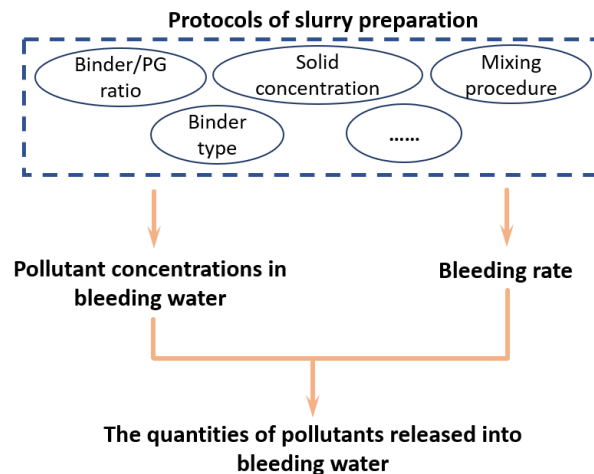 Protocols of slurry preparation
Binder/PG
ratio
Solid
concentration
Mixing
procedure
Binder
type
......
Pollutant concentrations in
bleeding water
Bleeding rate
The quantities of pollutants released into
bleeding water